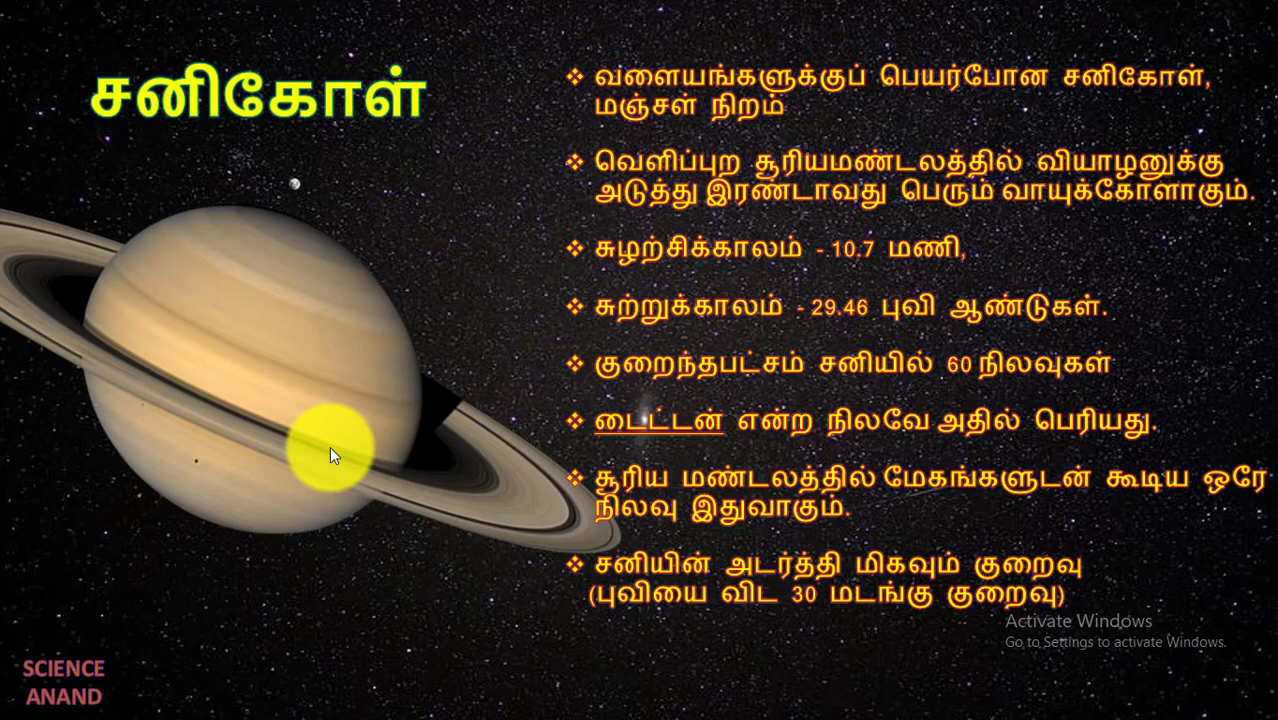 சனிகோள்
❖ வளையங்களுக்குப் பெயர்போன சனிகோள்,
மஞ்சள் நிறம்
❖ வெளிப்புற சூரியமண்டலத்தில் வியாழனுக்கு
அடுத்து இரண்டாவது பெரும் வாயுக்கோளாகும்.
❖ சுழற்சிக்காலம் - 10.7 மணி,
❖ சுற்றுக்காலம் - 29.46 புவி ஆண்டுகள்.
❖ குறைந்தபட்சம் சனியில் 60 நிலவுகள்
❖ டைட்டன் என்ற நிலவே அதில் பெரியது.
❖ சூரிய மண்டலத்தில் மேகங்களுடன் கூடிய ஒரே
நிலவு இதுவாகும்.
❖ சனியின் அடர்த்தி மிகவும் குறைவு
(புவியை விட 30 மடங்கு குறைவு)
Activate Windows
Go to Settings to activate Windows.
SCIENCE
ANAND